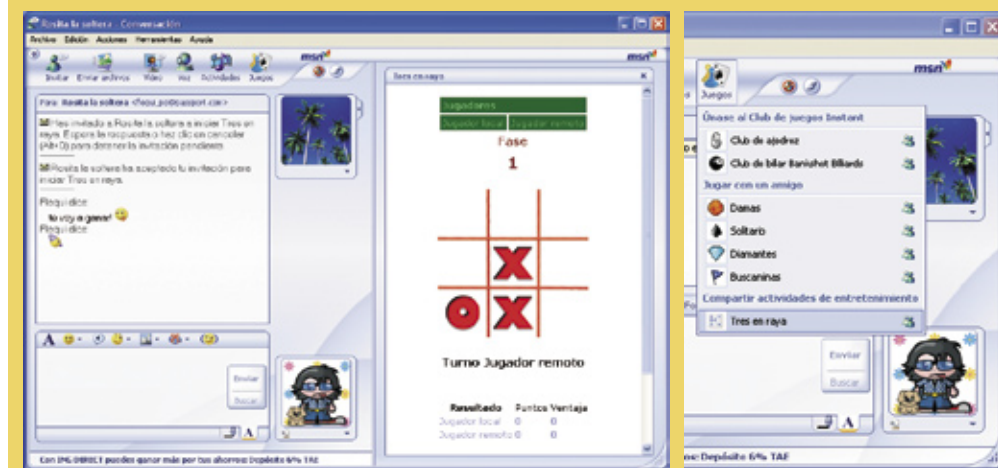 Rosita la soltera - Conversación
Archivo Edición Acciones Herramientas Ayuda
msn
msn
Invitar Enviar archivos Vídeo Voz Actividades Juegos
Para: Rosita la soltera
Has invitado a Rosita la soltera a iniciar Tres en
raya. Espera la respuesta o haz clic en cancelar
(Alt+Q) para detener la invitación pendiente.
Rosita la soltera ha aceptado tu invitación para
iniciar Tres en raya.
Requi dice:
te voy a ganar!
Requi dice:
Enviar
Buscar
Con ING DIRECT puedes ganar más por tus ahorros: Depósito 6% TAE
Tres en raya
Jugadores
Jugador local Jugador remoto
Fase
1
X
O X
Turno Jugador remoto
Resultado Puntos Ventaja
Jugador local 0 0
Jugador remoto 0 0
msn
Juegos
Únase al Club de juegos Instant
Club de ajedrez
Club de billar Bankshot Billiards
Jugar con un amigo
Damas
Solitario
Diamantes
Buscaminas
Compartir actividades de entretenimiento
Tres en raya
Enviar
Buscar
os: Depósito 6% TAE